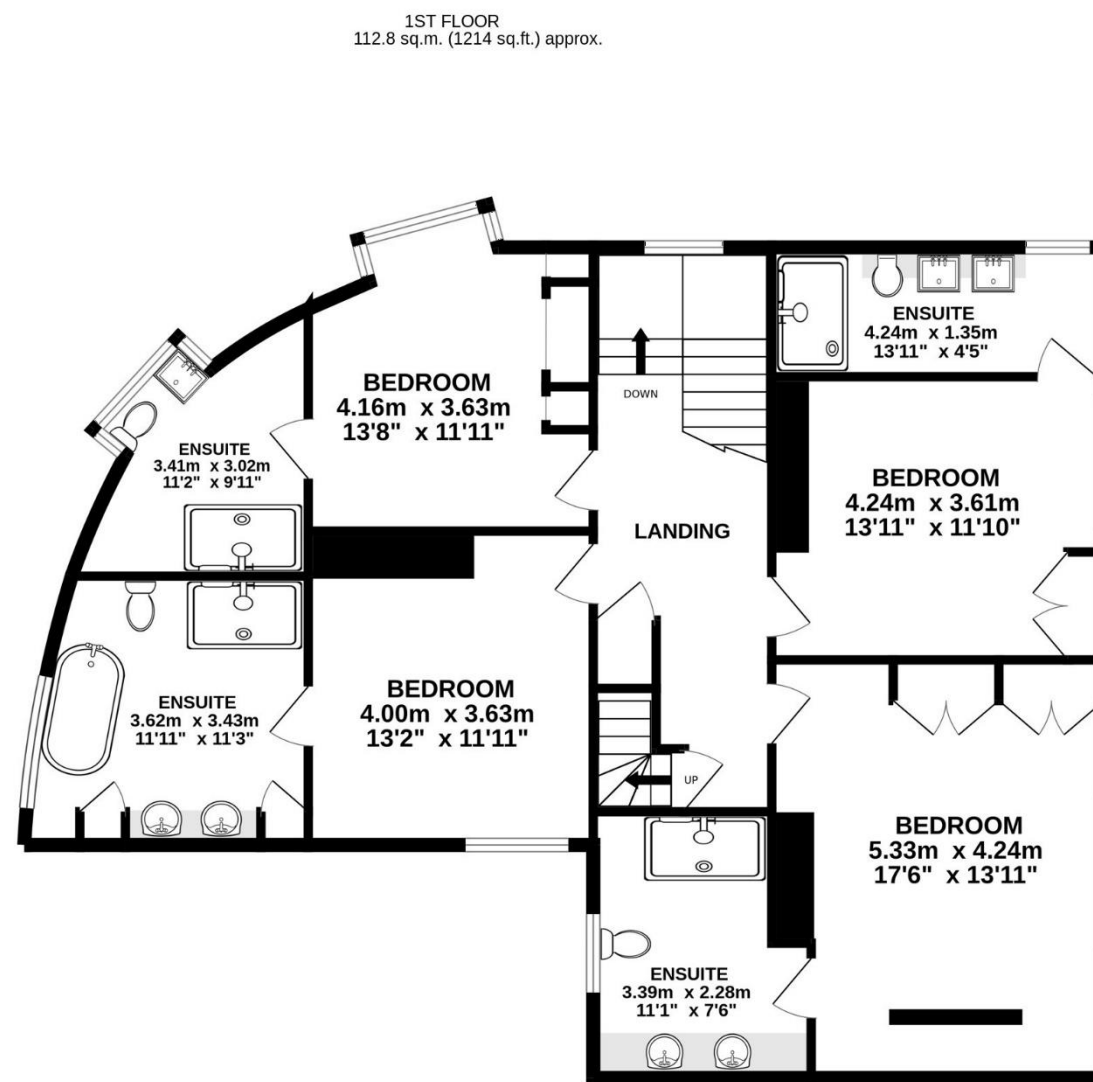 1ST FLOOR
112.8 sq.m. (1214 sq.ft.) approx.
ENSUITE
4.24m x 1.35m
13'11" x 4'5"
BEDROOM
4.16m x 3.63m
13'8" x 11'11"
DOWN
ENSUITE
3.41m x 3.02m
11'2" x 9'11"
BEDROOM
4.24m x 3.61m
13'11" x 11'10"
LANDING
BEDROOM
4.00m x 3.63m
13'2" x 11'11"
ENSUITE
3.62m x 3.43m
11'11" x 11'3"
UP
BEDROOM
5.33m x 4.24m
17'6" x 13'11"
ENSUITE
3.39m x 2.28m
11'1" x 7'6"